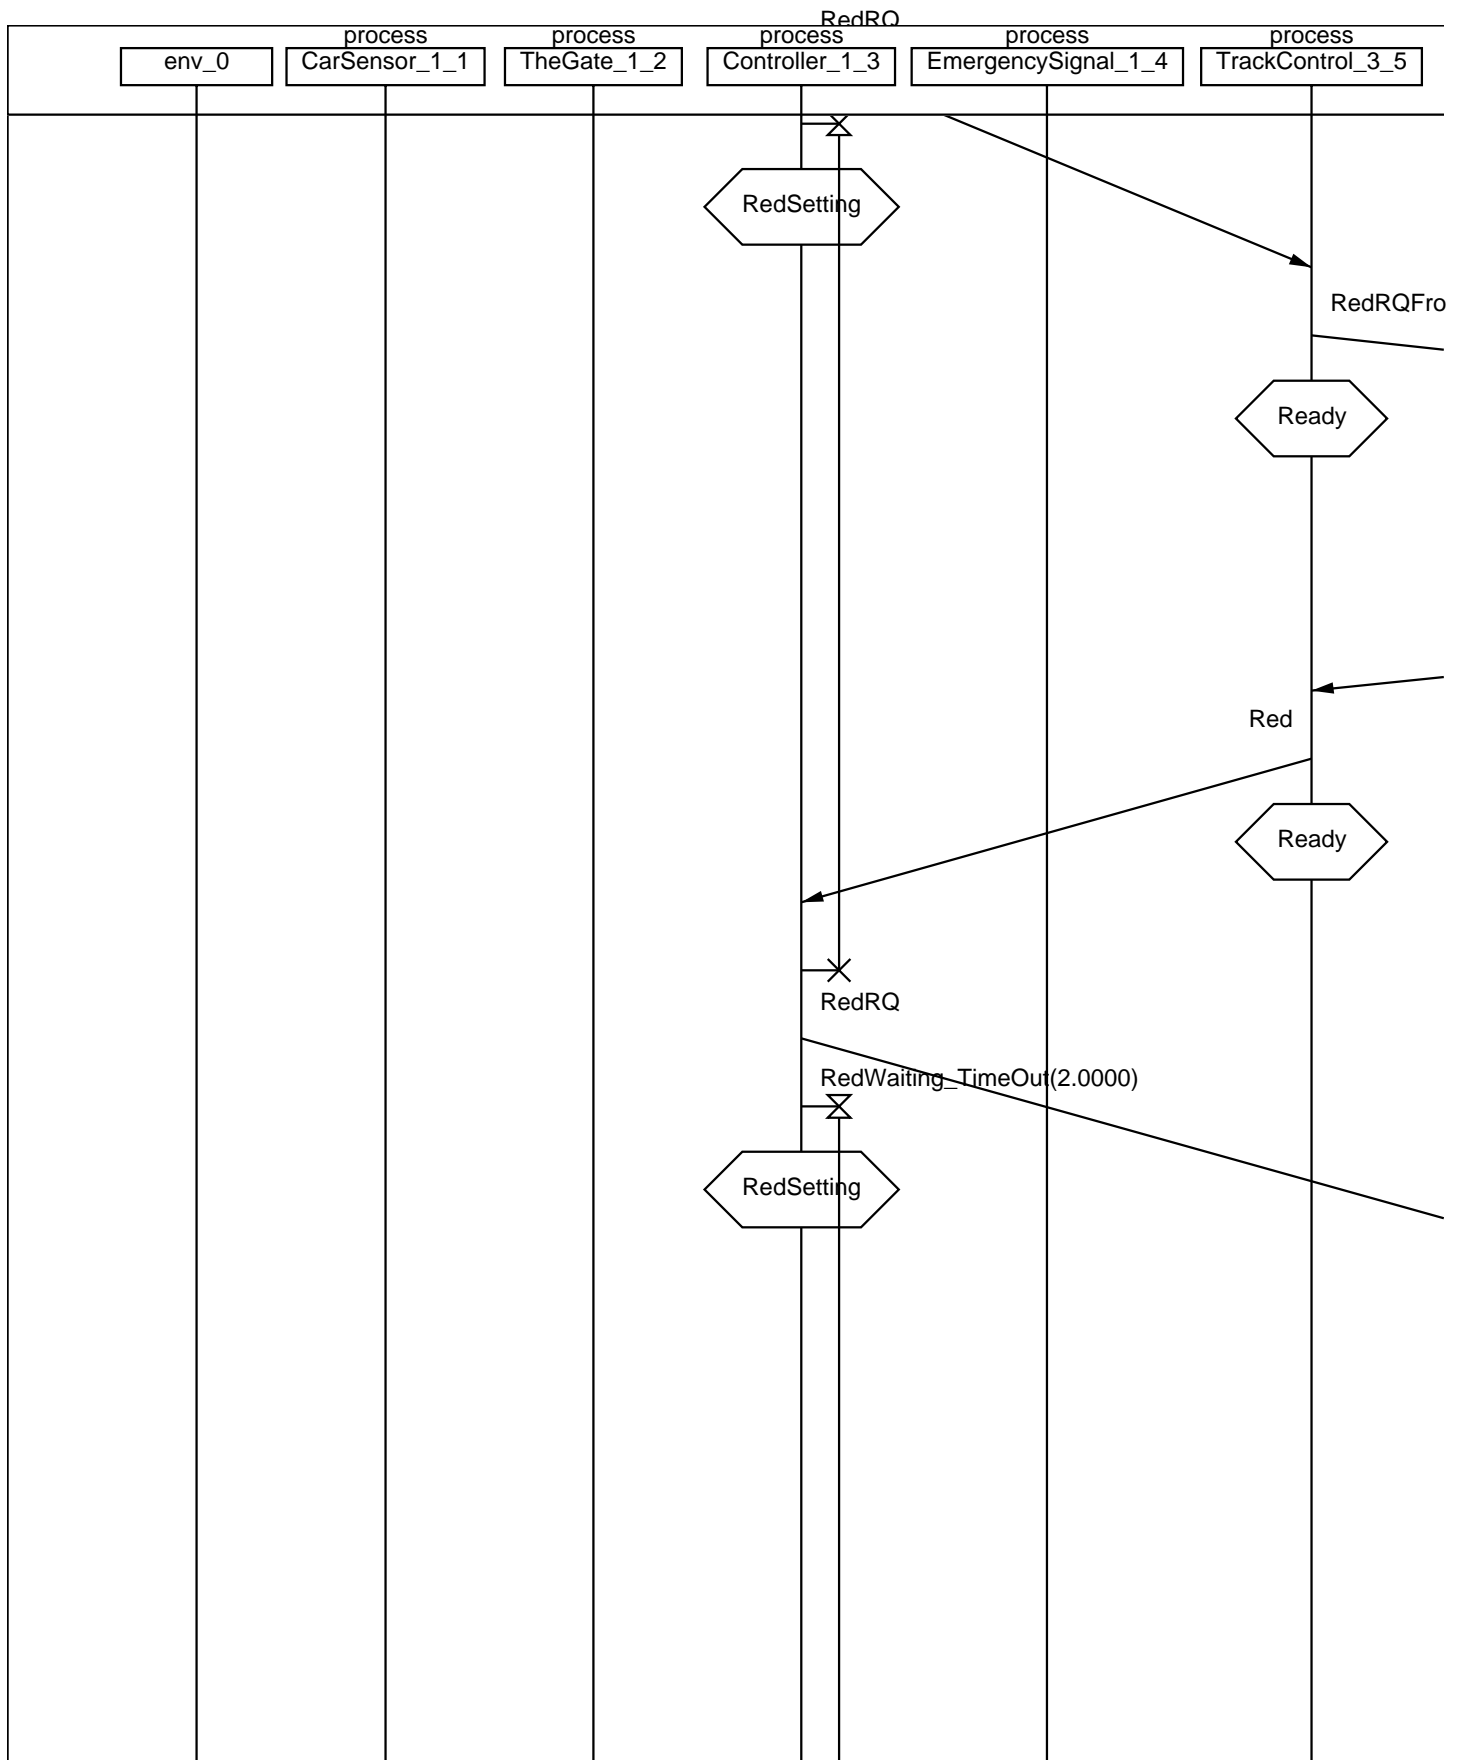 RedRQ
process process process process process
env_0 CarSensor_1_1 TheGate_1_2 Controller_1_3 EmergencySignal_1_4 TrackControl_3_5
RedSetting
RedRQFro
Ready
Red
Ready
RedRQ
RedWaiting_TimeOut(2.0000)
RedSetting